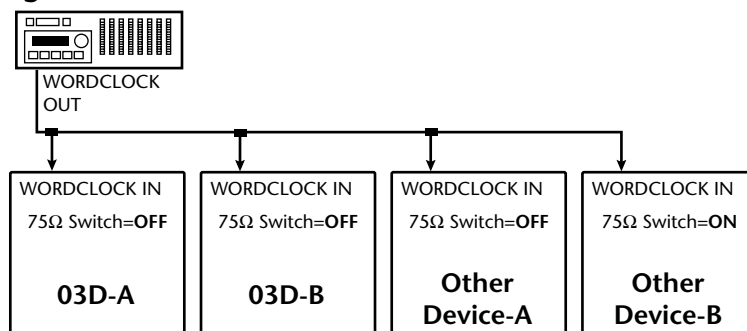 WORDCLOCK
OUT
WORDCLOCK IN
75Ω Switch=OFF
03D-A
WORDCLOCK IN
75Ω Switch=OFF
03D-B
WORDCLOCK IN
75Ω Switch=OFF
Other
Device-A
WORDCLOCK IN
75Ω Switch=ON
Other
Device-B